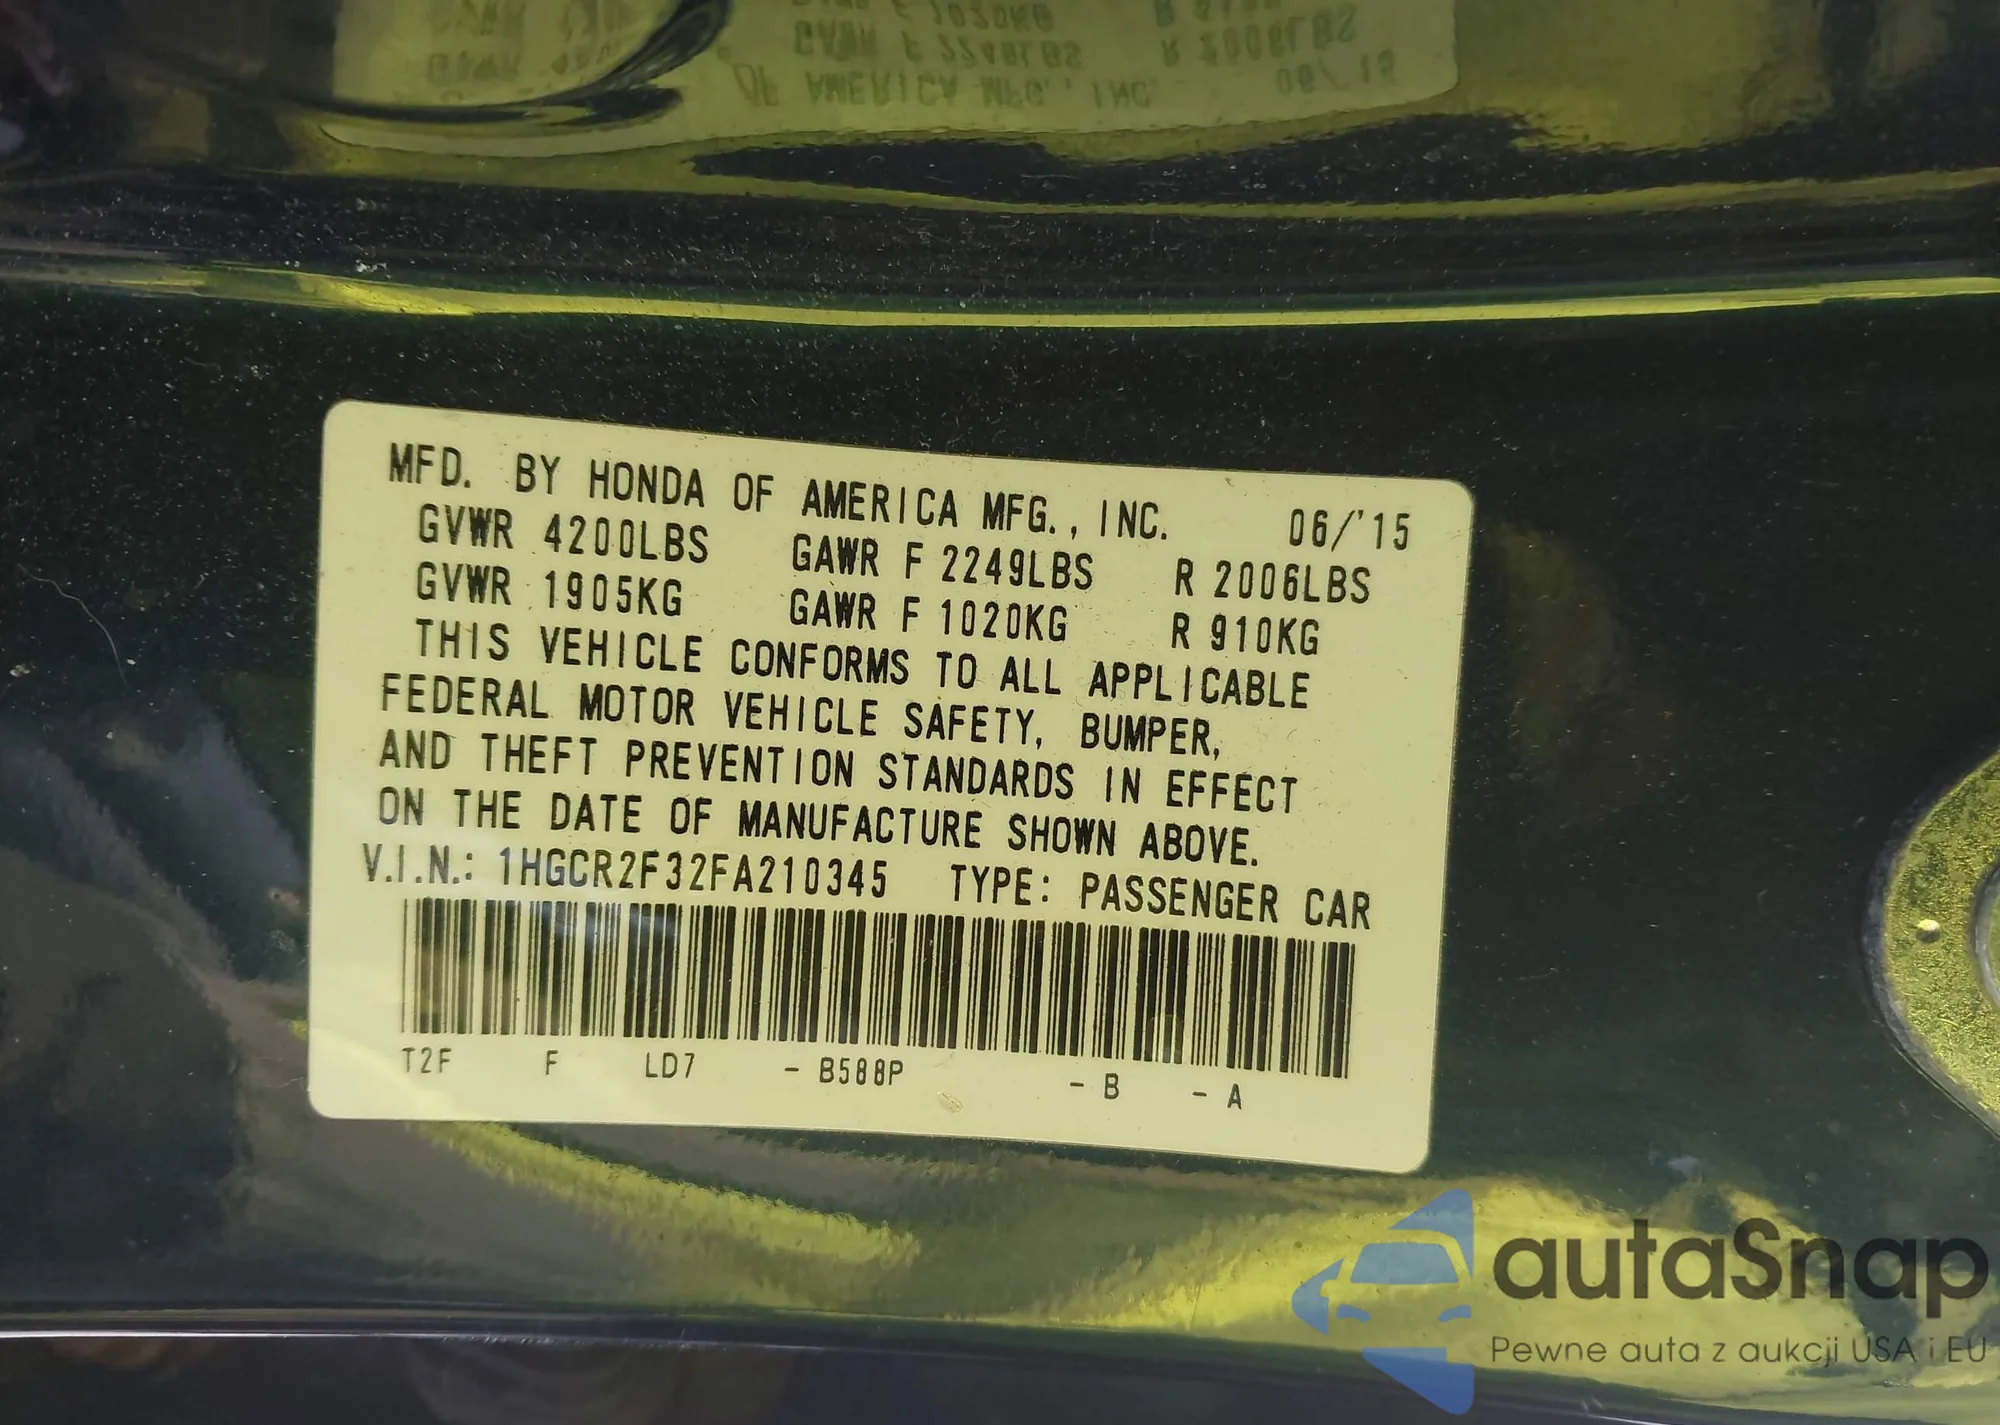 MFD. BY HONDA OF AMERICA MFG., INC. 06/'15
GVWR 4200LBS GAWR F 2249LBS R 2006LBS
GVWR 1905KG GAWR F 1020KG R 910KG
THIS VEHICLE CONFORMS TO ALL APPLICABLE
FEDERAL MOTOR VEHICLE SAFETY, BUMPER,
AND THEFT PREVENTION STANDARDS IN EFFECT
ON THE DATE OF MANUFACTURE SHOWN ABOVE.
V.I.N.: 1HGCR2F32FA210345 TYPE: PASSENGER CAR
T2F F LD7 - B588P - B - A
autaSnap
Pewne auta z aukcji USA i EU